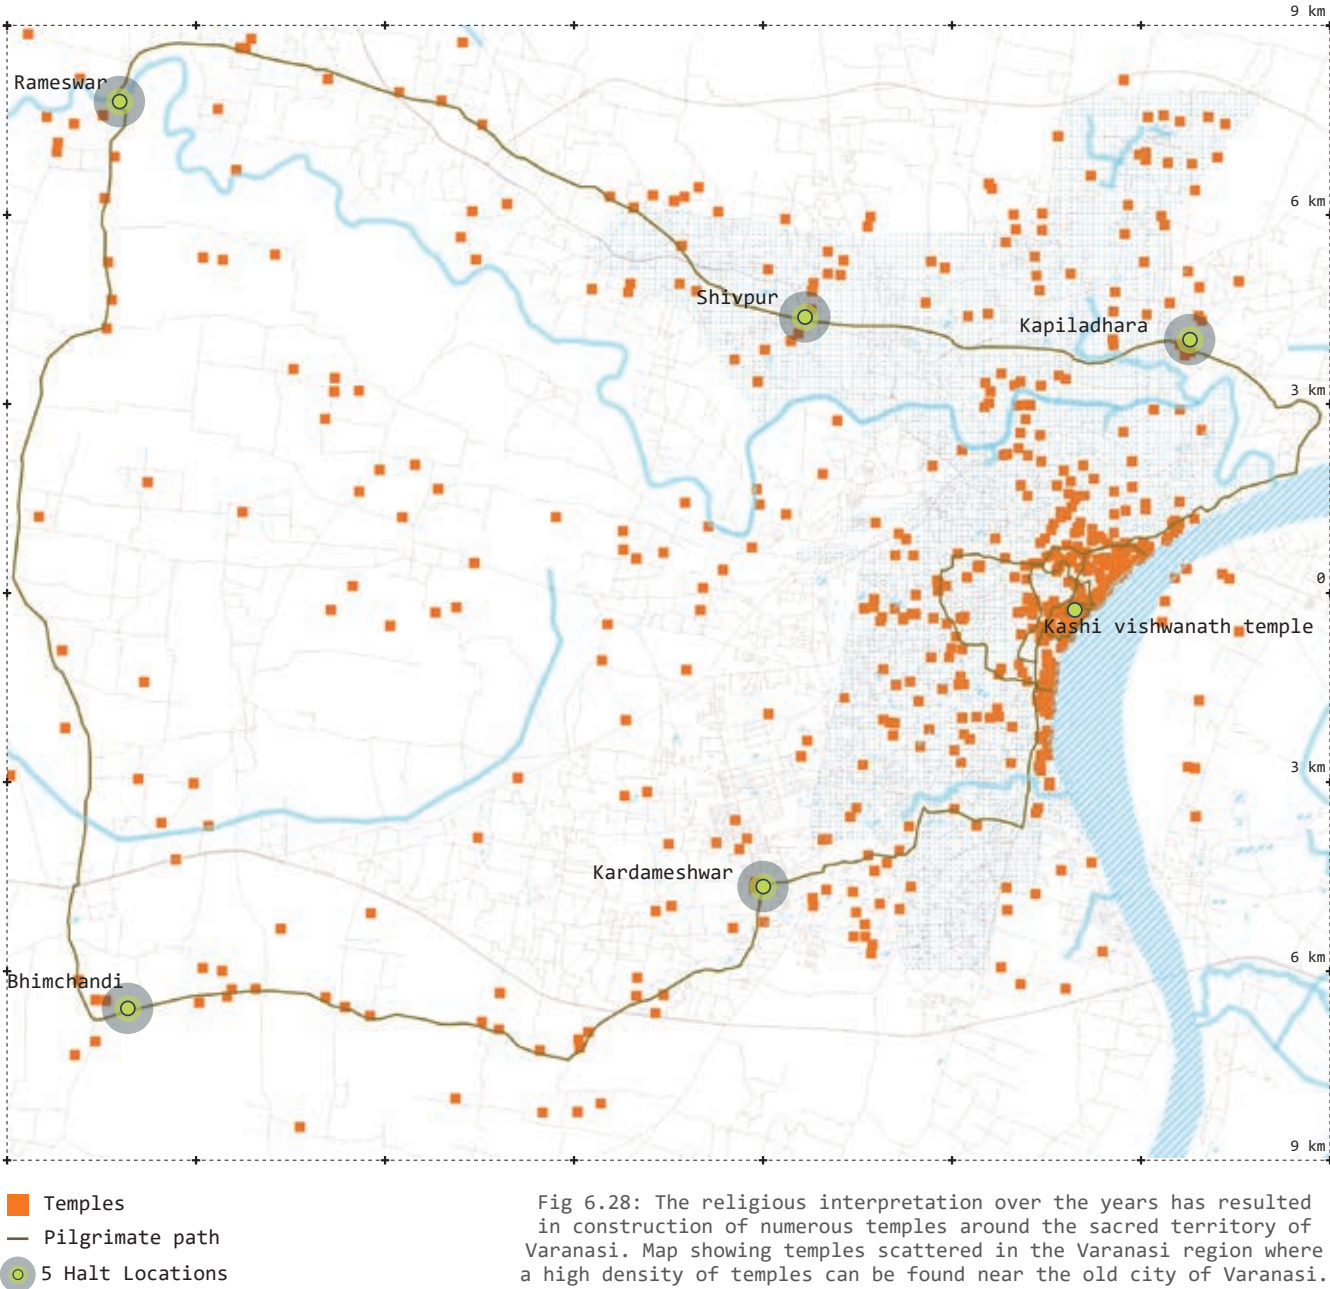 9 km
Rameswar
6 km
Shivpur
Kapiladhara
3 km
0
Kashi vishwanath temple
3 km
Kardameshwar
6 km
Bhimchandi
9 km
Temples
Pilgrimate path
5 Halt Locations
Fig 6.28: The religious interpretation over the years has resulted
in construction of numerous temples around the sacred territory of
Varanasi. Map showing temples scattered in the Varanasi region where
a high density of temples can be found near the old city of Varanasi.